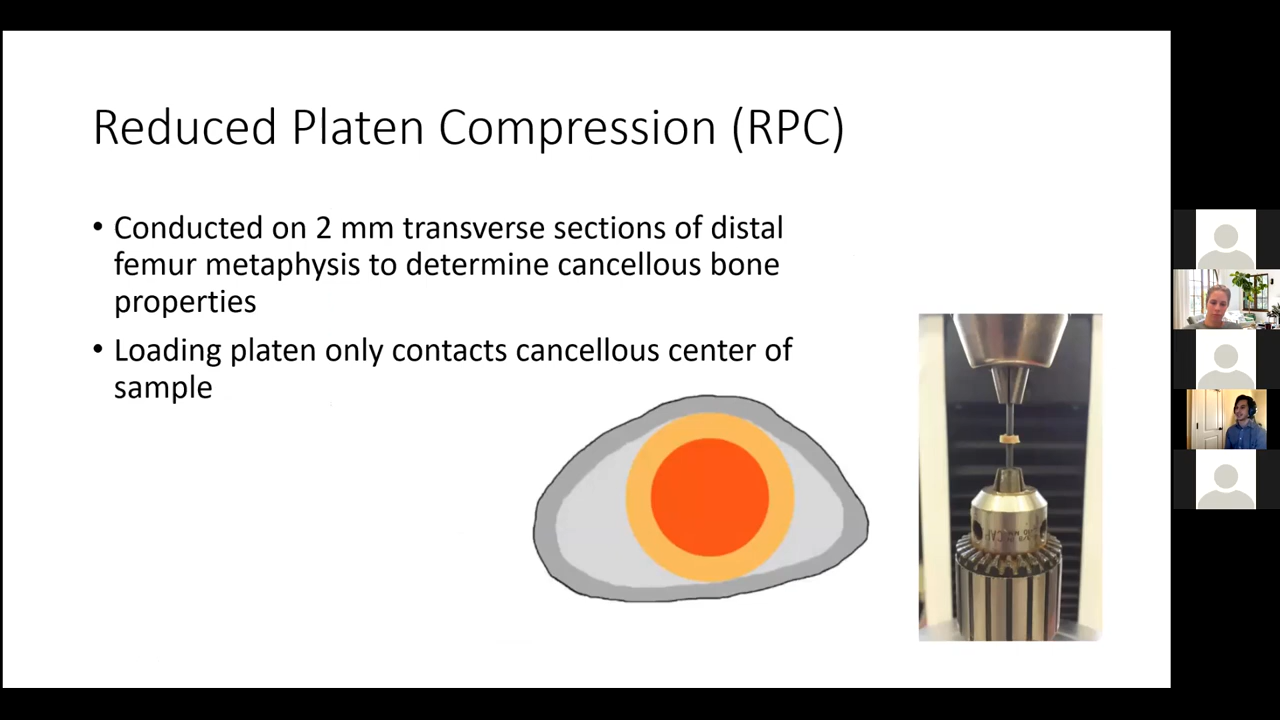 Reduced Platen Compression (RPC)
• Conducted on 2 mm transverse sections of distal
femur metaphysis to determine cancellous bone
properties
• Loading platen only contacts cancellous center of
sample